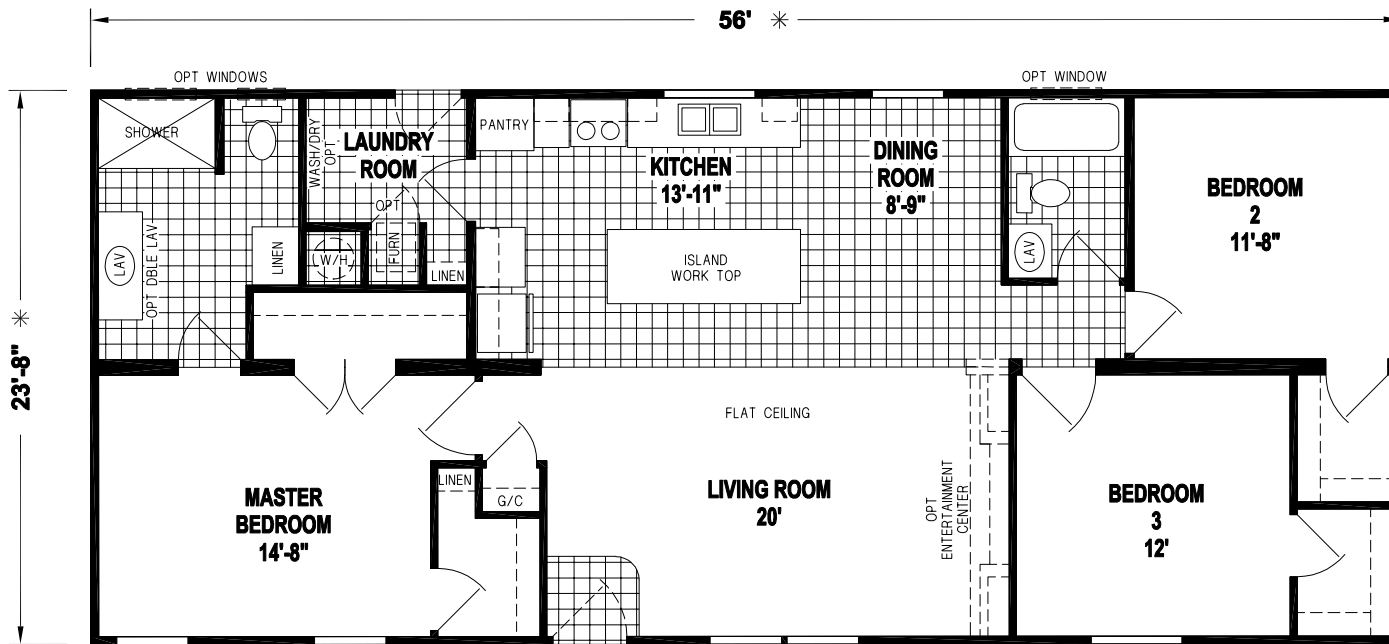 56' ✳
OPT WINDOWS
OPT WINDOW
SHOWER
WASH/DRY
OPT
LAUNDRY
ROOM
PANTRY
KITCHEN
13'-11"
DINING
ROOM
8'-9"
BEDROOM
2
11'-8"
LAV
OPT DBLE LAV
LINEN
W/H
OPT
FURN
LINEN
ISLAND
WORK TOP
LAV
23'-8" ✳
FLAT CEILING
MASTER
BEDROOM
14'-8"
LINEN
G/C
LIVING ROOM
20'
OPT
ENTERTAINMENT
CENTER
BEDROOM
3
12'